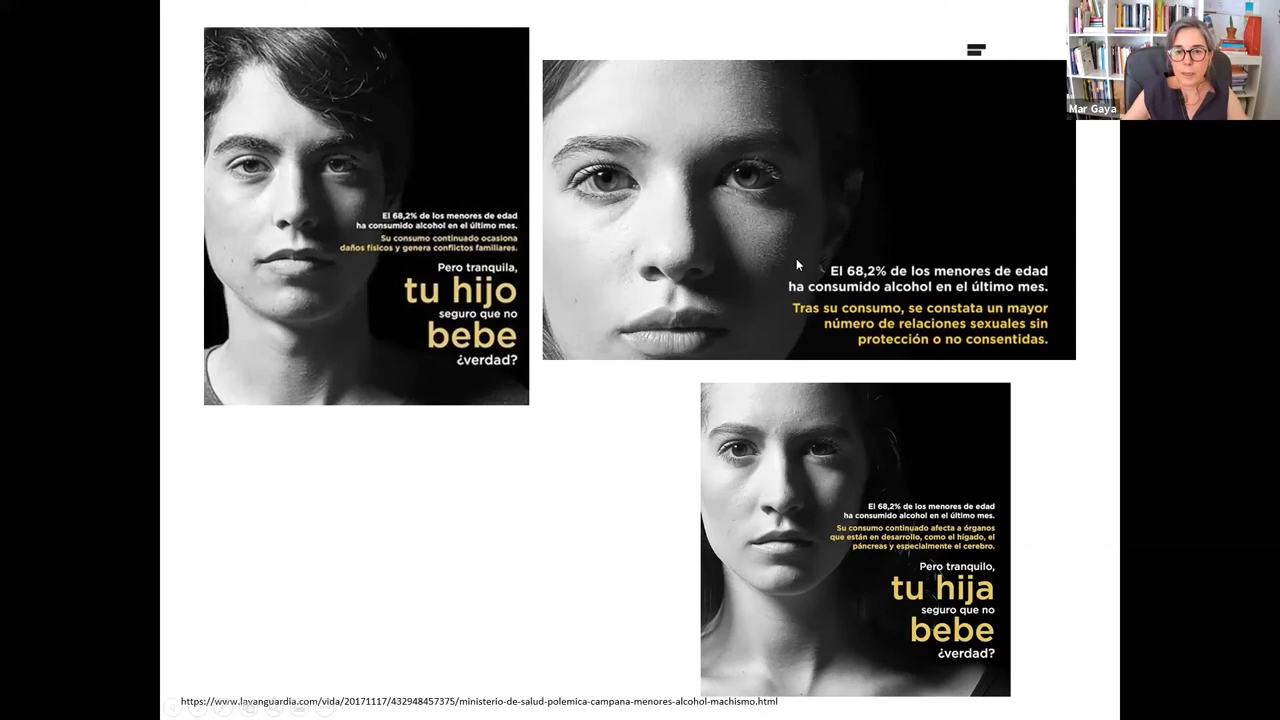 El 68,2% de los menores de edad
ha consumido alcohol en el último mes.
Su consumo continuado ocasiona
daños físicos y genera conflictos familiares.
Pero tranquila,
tu hijo
seguro que no
bebe
¿verdad?
El 68,2% de los menores de edad
ha consumido alcohol en el último mes.
Tras su consumo, se constata un mayor
número de relaciones sexuales sin
protección o no consentidas.
Mar Gaya
El 68,2% de los menores de edad
ha consumido alcohol en el último mes.
Su consumo continuado afecta a órganos
que están en desarrollo, como el hígado, el
páncreas y especialmente el cerebro.
Pero tranquilo,
tu hija
seguro que no
bebe
¿verdad?
https://www.lavanguardia.com/vida/20171117/432948457375/ministerio-de-salud-polemica-campana-menores-alcohol-machismo.html